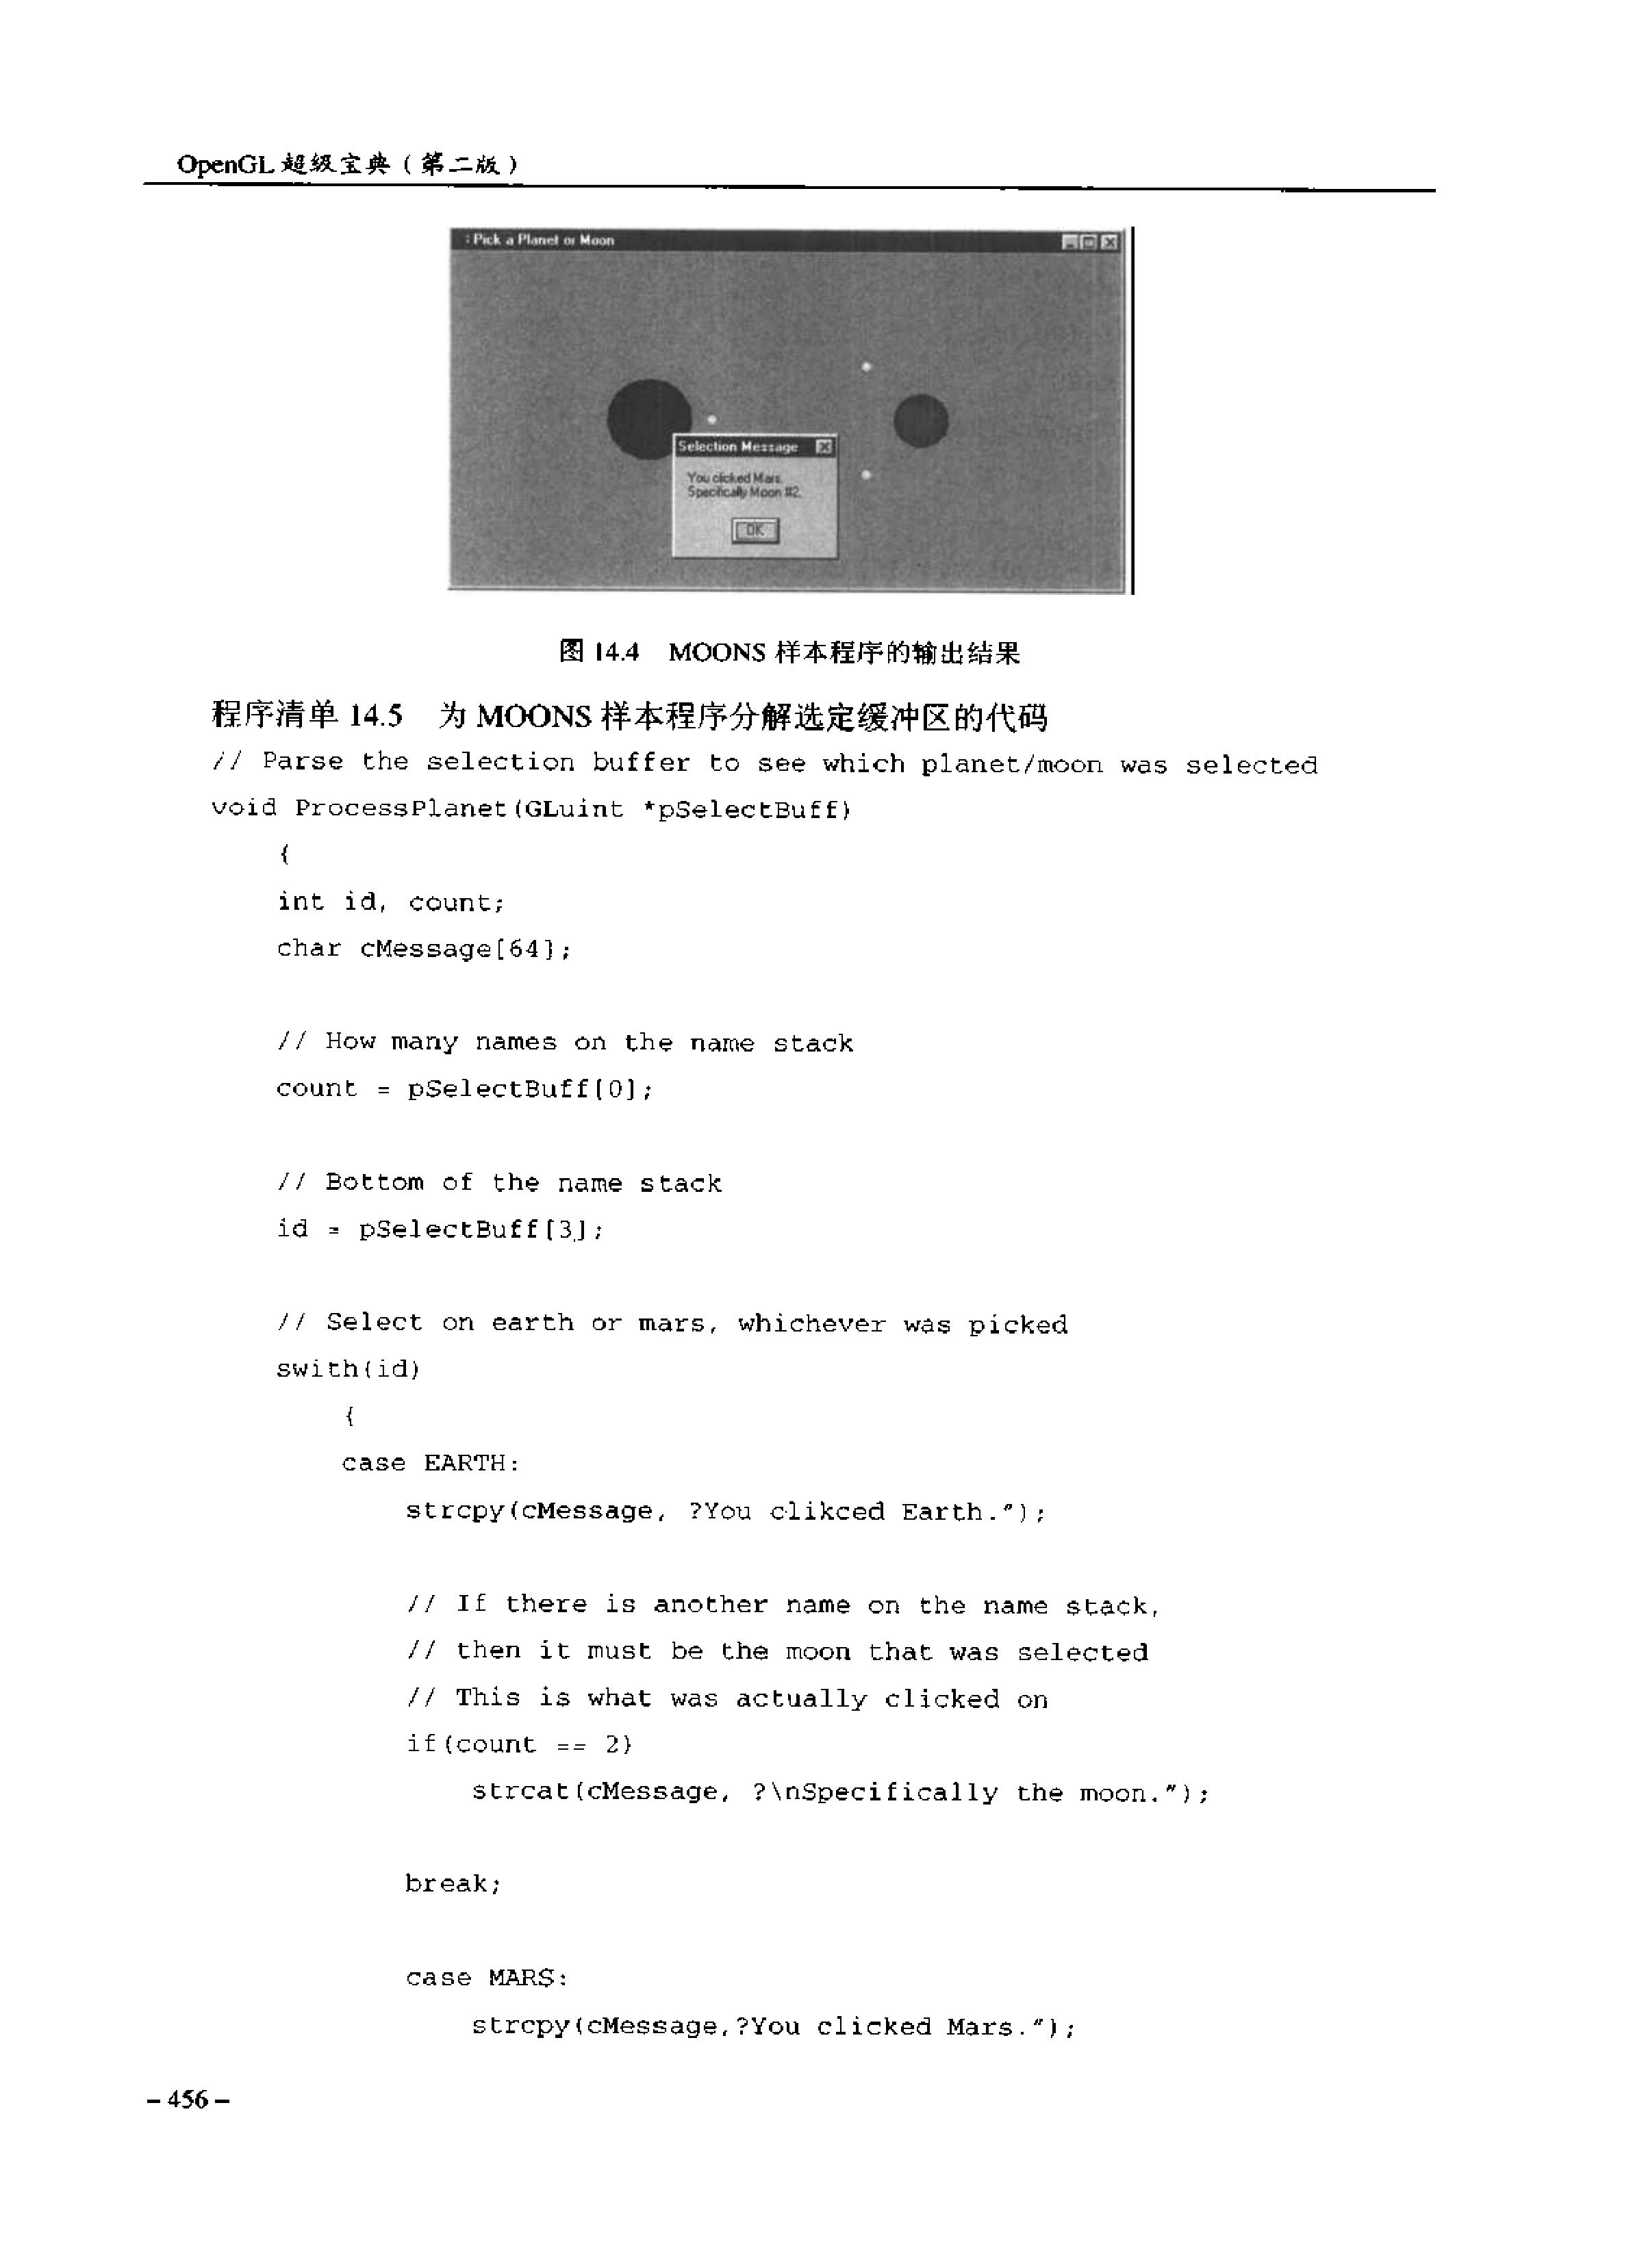 OpenGL 超级宝典（第二版）
: Pick a Planet or Moon
Selection Message
You clicked Mars.
Specifically Moon #2.
OK
图 14.4　MOONS 样本程序的输出结果
程序清单 14.5　为 MOONS 样本程序分解选定缓冲区的代码
// Parse the selection buffer to see which planet/moon was selected
void ProcessPlanet(GLuint *pSelectBuff)
{
int id, count;
char cMessage[64];
// How many names on the name stack
count = pSelectBuff[0];
// Bottom of the name stack
id = pSelectBuff[3];
// Select on earth or mars, whichever was picked
swith(id)
{
case EARTH:
strcpy(cMessage, ?You clikced Earth.");
// If there is another name on the name stack,
// then it must be the moon that was selected
// This is what was actually clicked on
if(count == 2)
strcat(cMessage, ?\nSpecifically the moon.");
break;
case MARS:
strcpy(cMessage,?You clicked Mars.");
– 456 –